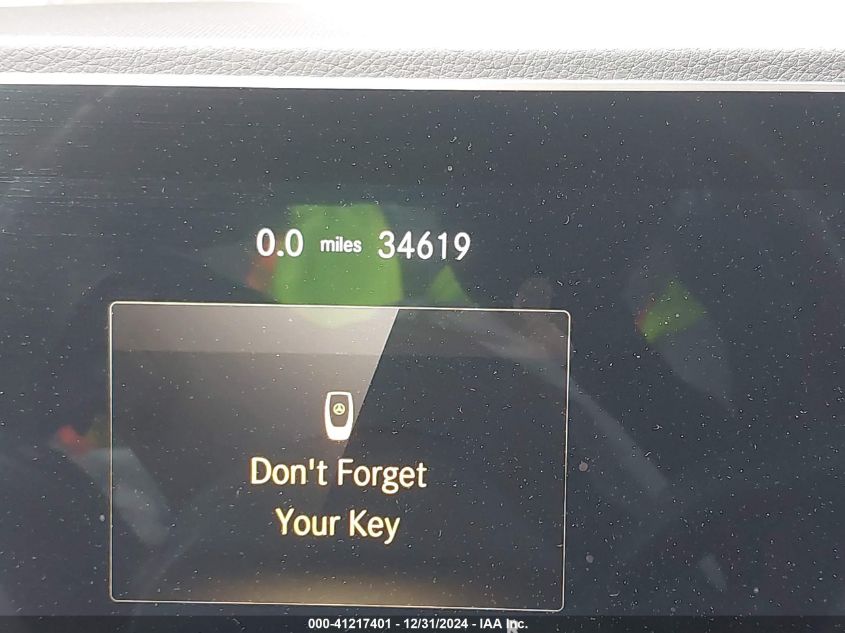 0.0 miles 34619
Don't Forget
Your Key
000-41217401 - 12/31/2024 - IAA Inc.